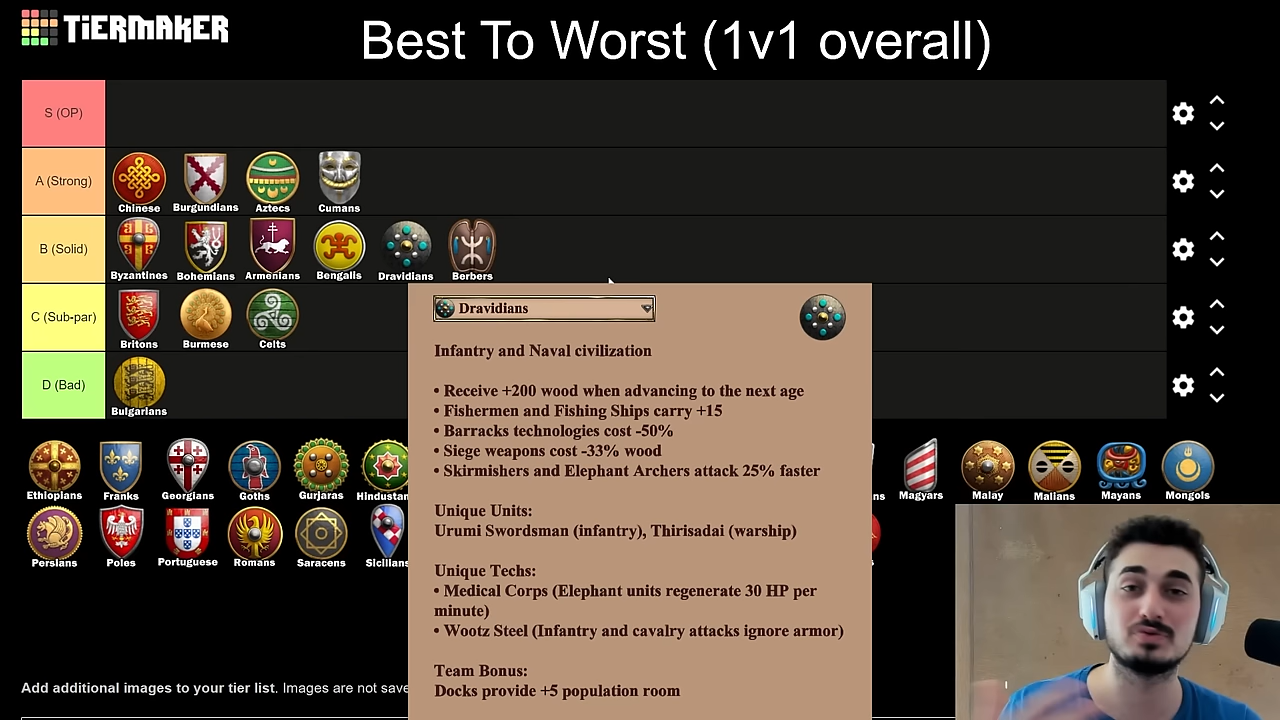 TIERMAKER
Best To Worst (1v1 overall)
S (OP)
A (Strong)
Chinese
Burgundians
Aztecs
Cumans
B (Solid)
Byzantines
Bohemians
Armenians
Bengalis
Dravidians
Berbers
C (Sub-par)
Britons
Burmese
Celts
D (Bad)
Bulgarians
Dravidians
Infantry and Naval civilization
• Receive +200 wood when advancing to the next age
• Fishermen and Fishing Ships carry +15
• Barracks technologies cost -50%
• Siege weapons cost -33% wood
• Skirmishers and Elephant Archers attack 25% faster
Unique Units:
Urumi Swordsman (infantry), Thirisadai (warship)
Unique Techs:
• Medical Corps (Elephant units regenerate 30 HP per
minute)
• Wootz Steel (Infantry and cavalry attacks ignore armor)
Team Bonus:
Docks provide +5 population room
Ethiopians
Franks
Georgians
Goths
Gurjaras
Hindustan
Magyars
Malay
Malians
Mayans
Mongols
Persians
Poles
Portuguese
Romans
Saracens
Sicilians
Add additional images to your tier list. Images are not save